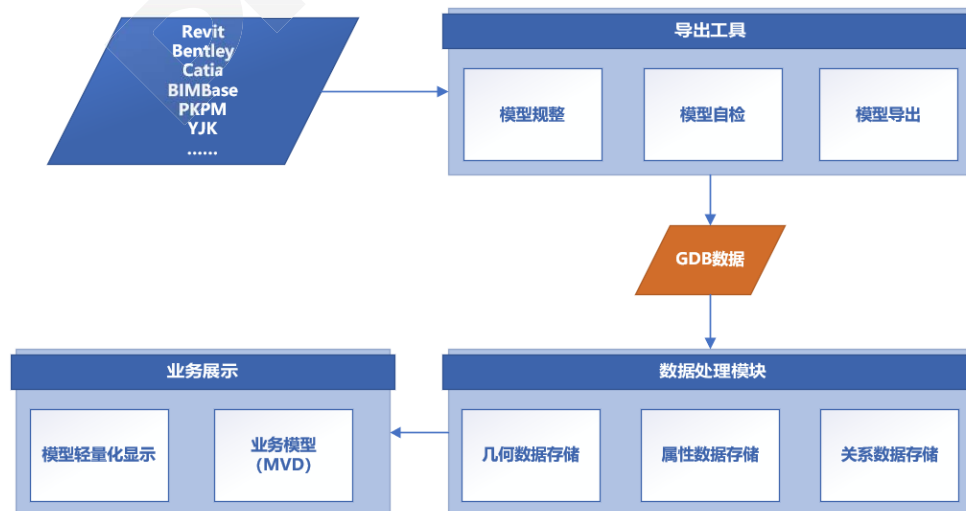 Revit
Bentley
Catia
BIMBase
PKPM
YJK
……
导出工具
模型规整
模型自检
模型导出
GDB数据
业务展示
模型轻量化显示
业务模型
（MVD）
数据处理模块
几何数据存储
属性数据存储
关系数据存储